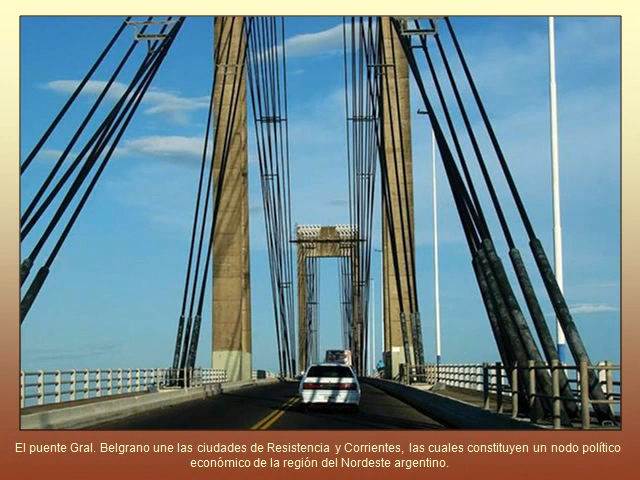 El puente Gral. Belgrano une las ciudades de Resistencia y Corrientes, las cuales constituyen un nodo político
económico de la región del Nordeste argentino.